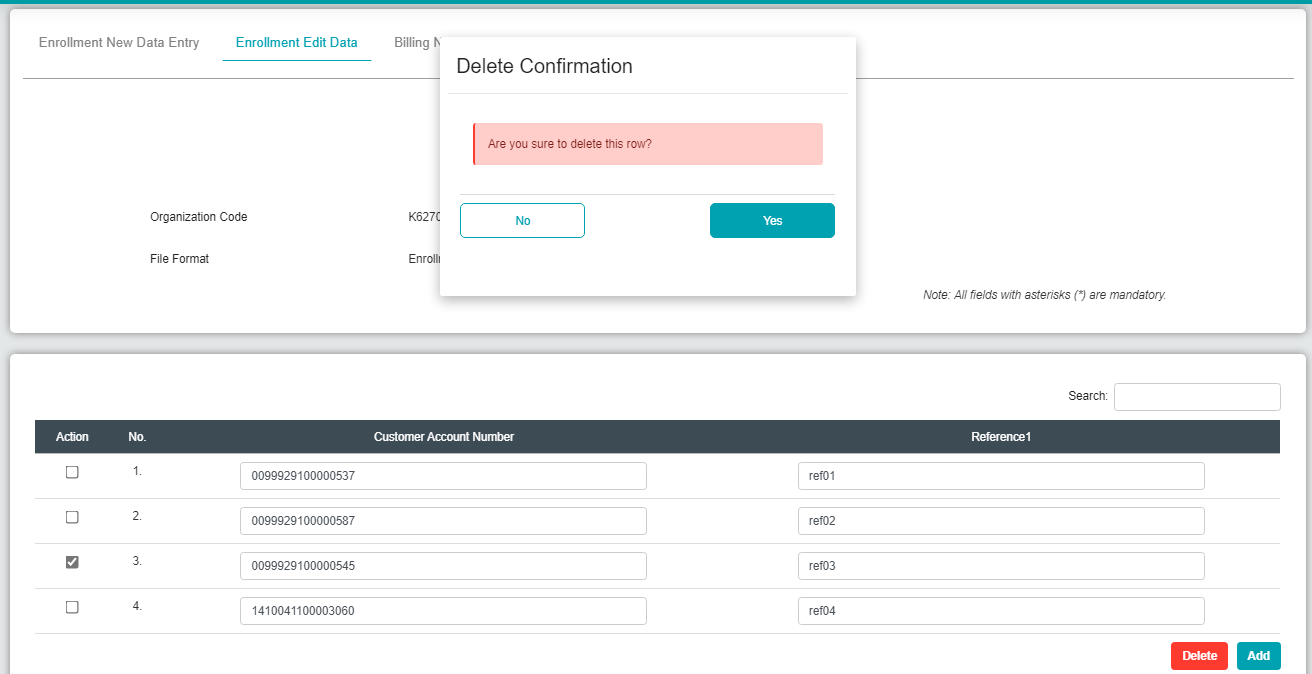 Enrollment New Data Entry Enrollment Edit Data Billing N
Delete Confirmation
Are you sure to delete this row?
No Yes
Organization Code K6270
File Format Enroll
Note: All fields with asterisks (*) are mandatory.
Search:
Action No. Customer Account Number Reference1
1. 0099929100000537 ref01
2. 0099929100000587 ref02
3. 0099929100000545 ref03
4. 1410041100003060 ref04
Delete Add